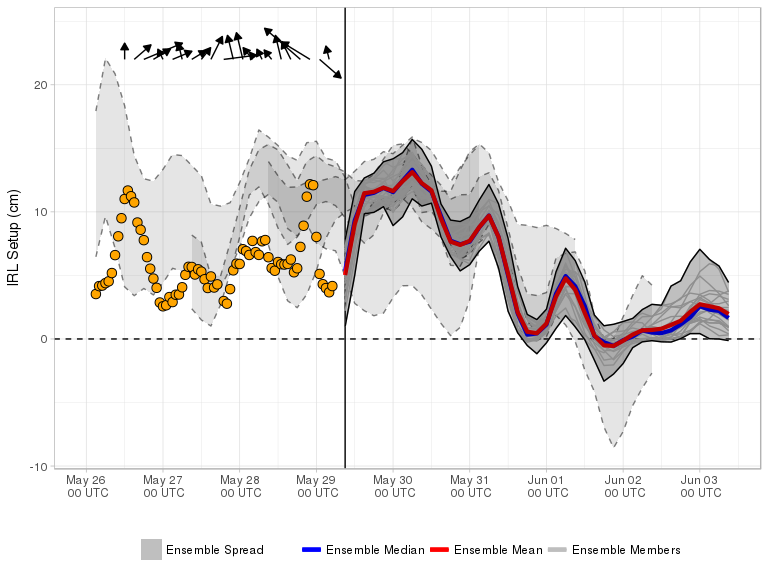 IRL Setup (cm)
20
10
0
-10
May 26 May 27 May 28 May 29 May 30 May 31 Jun 01 Jun 02 Jun 03
00 UTC 00 UTC 00 UTC 00 UTC 00 UTC 00 UTC 00 UTC 00 UTC 00 UTC
Ensemble Spread Ensemble Median Ensemble Mean Ensemble Members